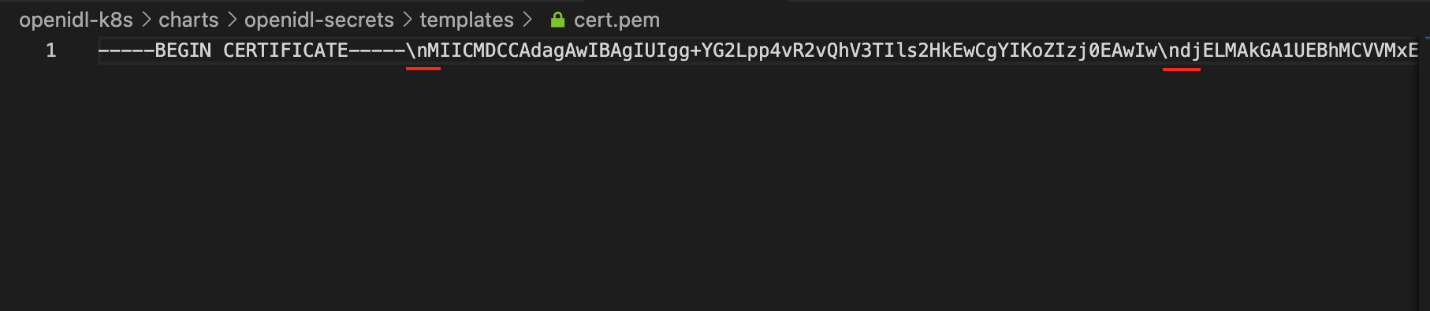 openidl-k8s > charts > openidl-secrets > templates > cert.pem
1 -----BEGIN CERTIFICATE-----\nMIICMDCCAdagAwIBAgIUIgg+YG2Lpp4vR2vQhV3TIls2HkEwCgYIKoZIzj0EAwIw\ndjELMAkGA1UEBhMCVVMxE